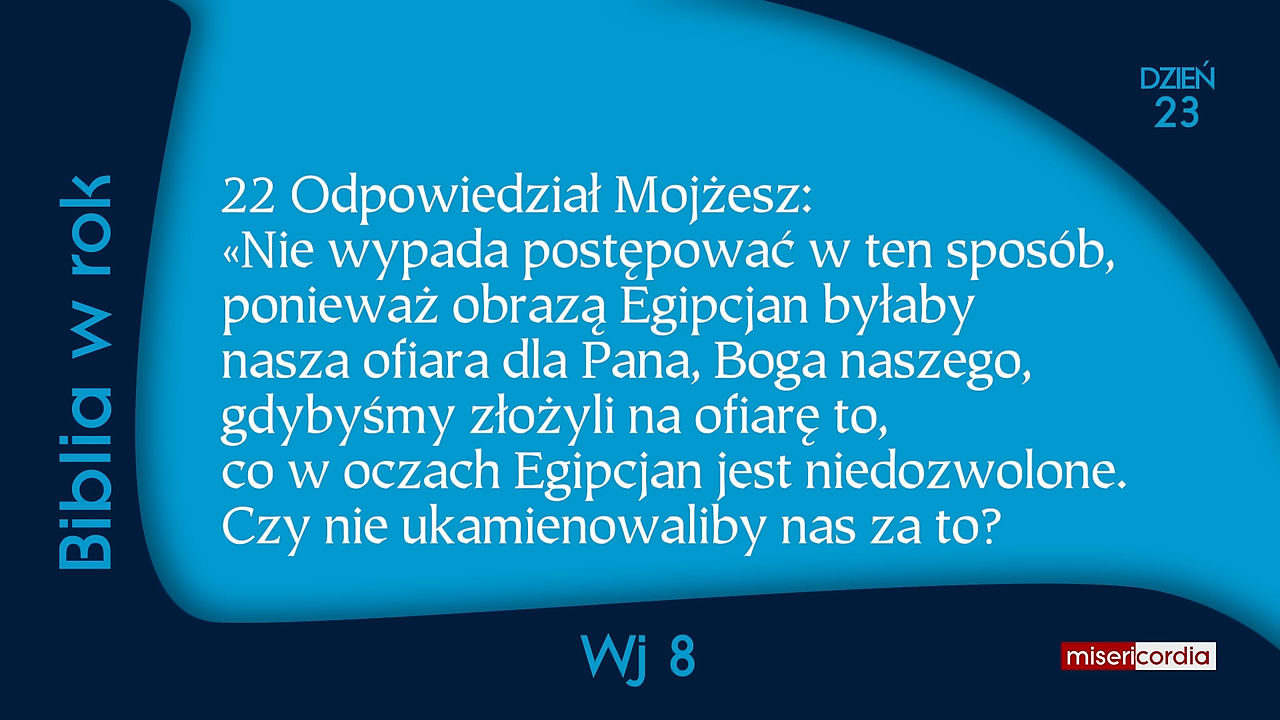 DZIEŃ
23
Biblia w rok
22 Odpowiedział Mojżesz:
«Nie wypada postępować w ten sposób,
ponieważ obrazą Egipcjan byłaby
nasza ofiara dla Pana, Boga naszego,
gdybyśmy złożyli na ofiarę to,
co w oczach Egipcjan jest niedozwolone.
Czy nie ukamienowaliby nas za to?
Wj 8
misericordia